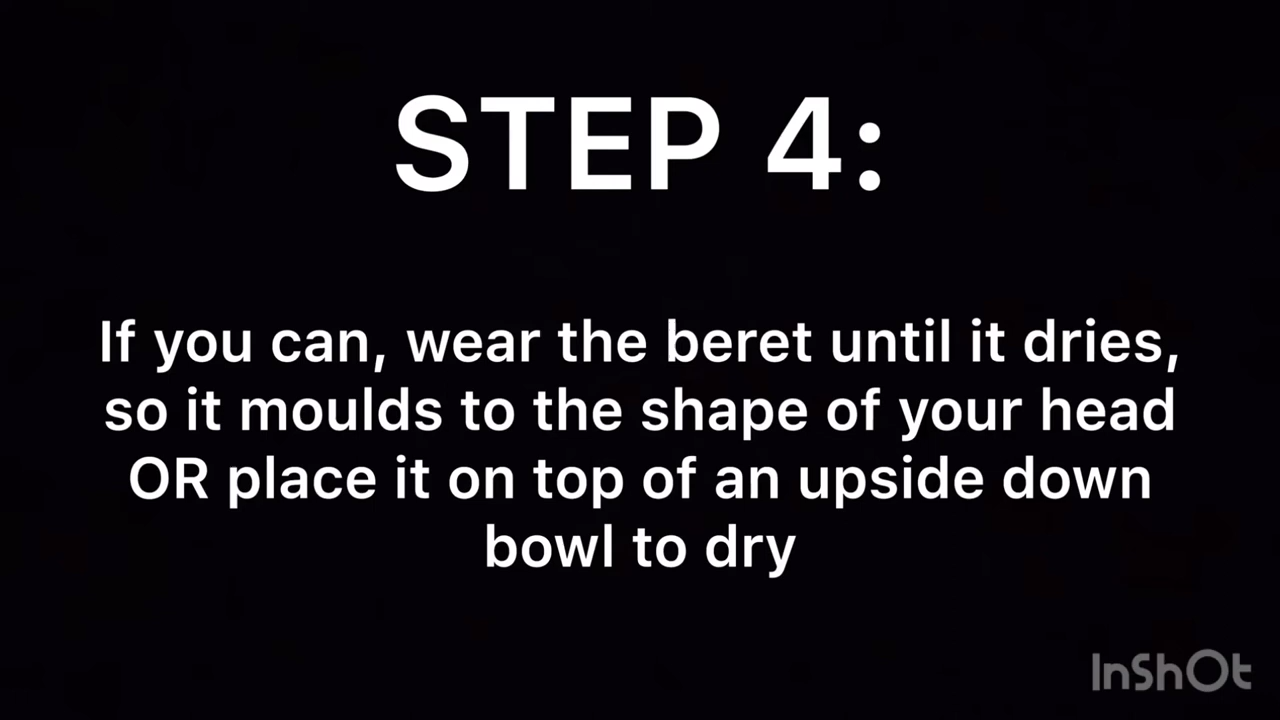 STEP 4:
If you can, wear the beret until it dries,
so it moulds to the shape of your head
OR place it on top of an upside down
bowl to dry
InShOt